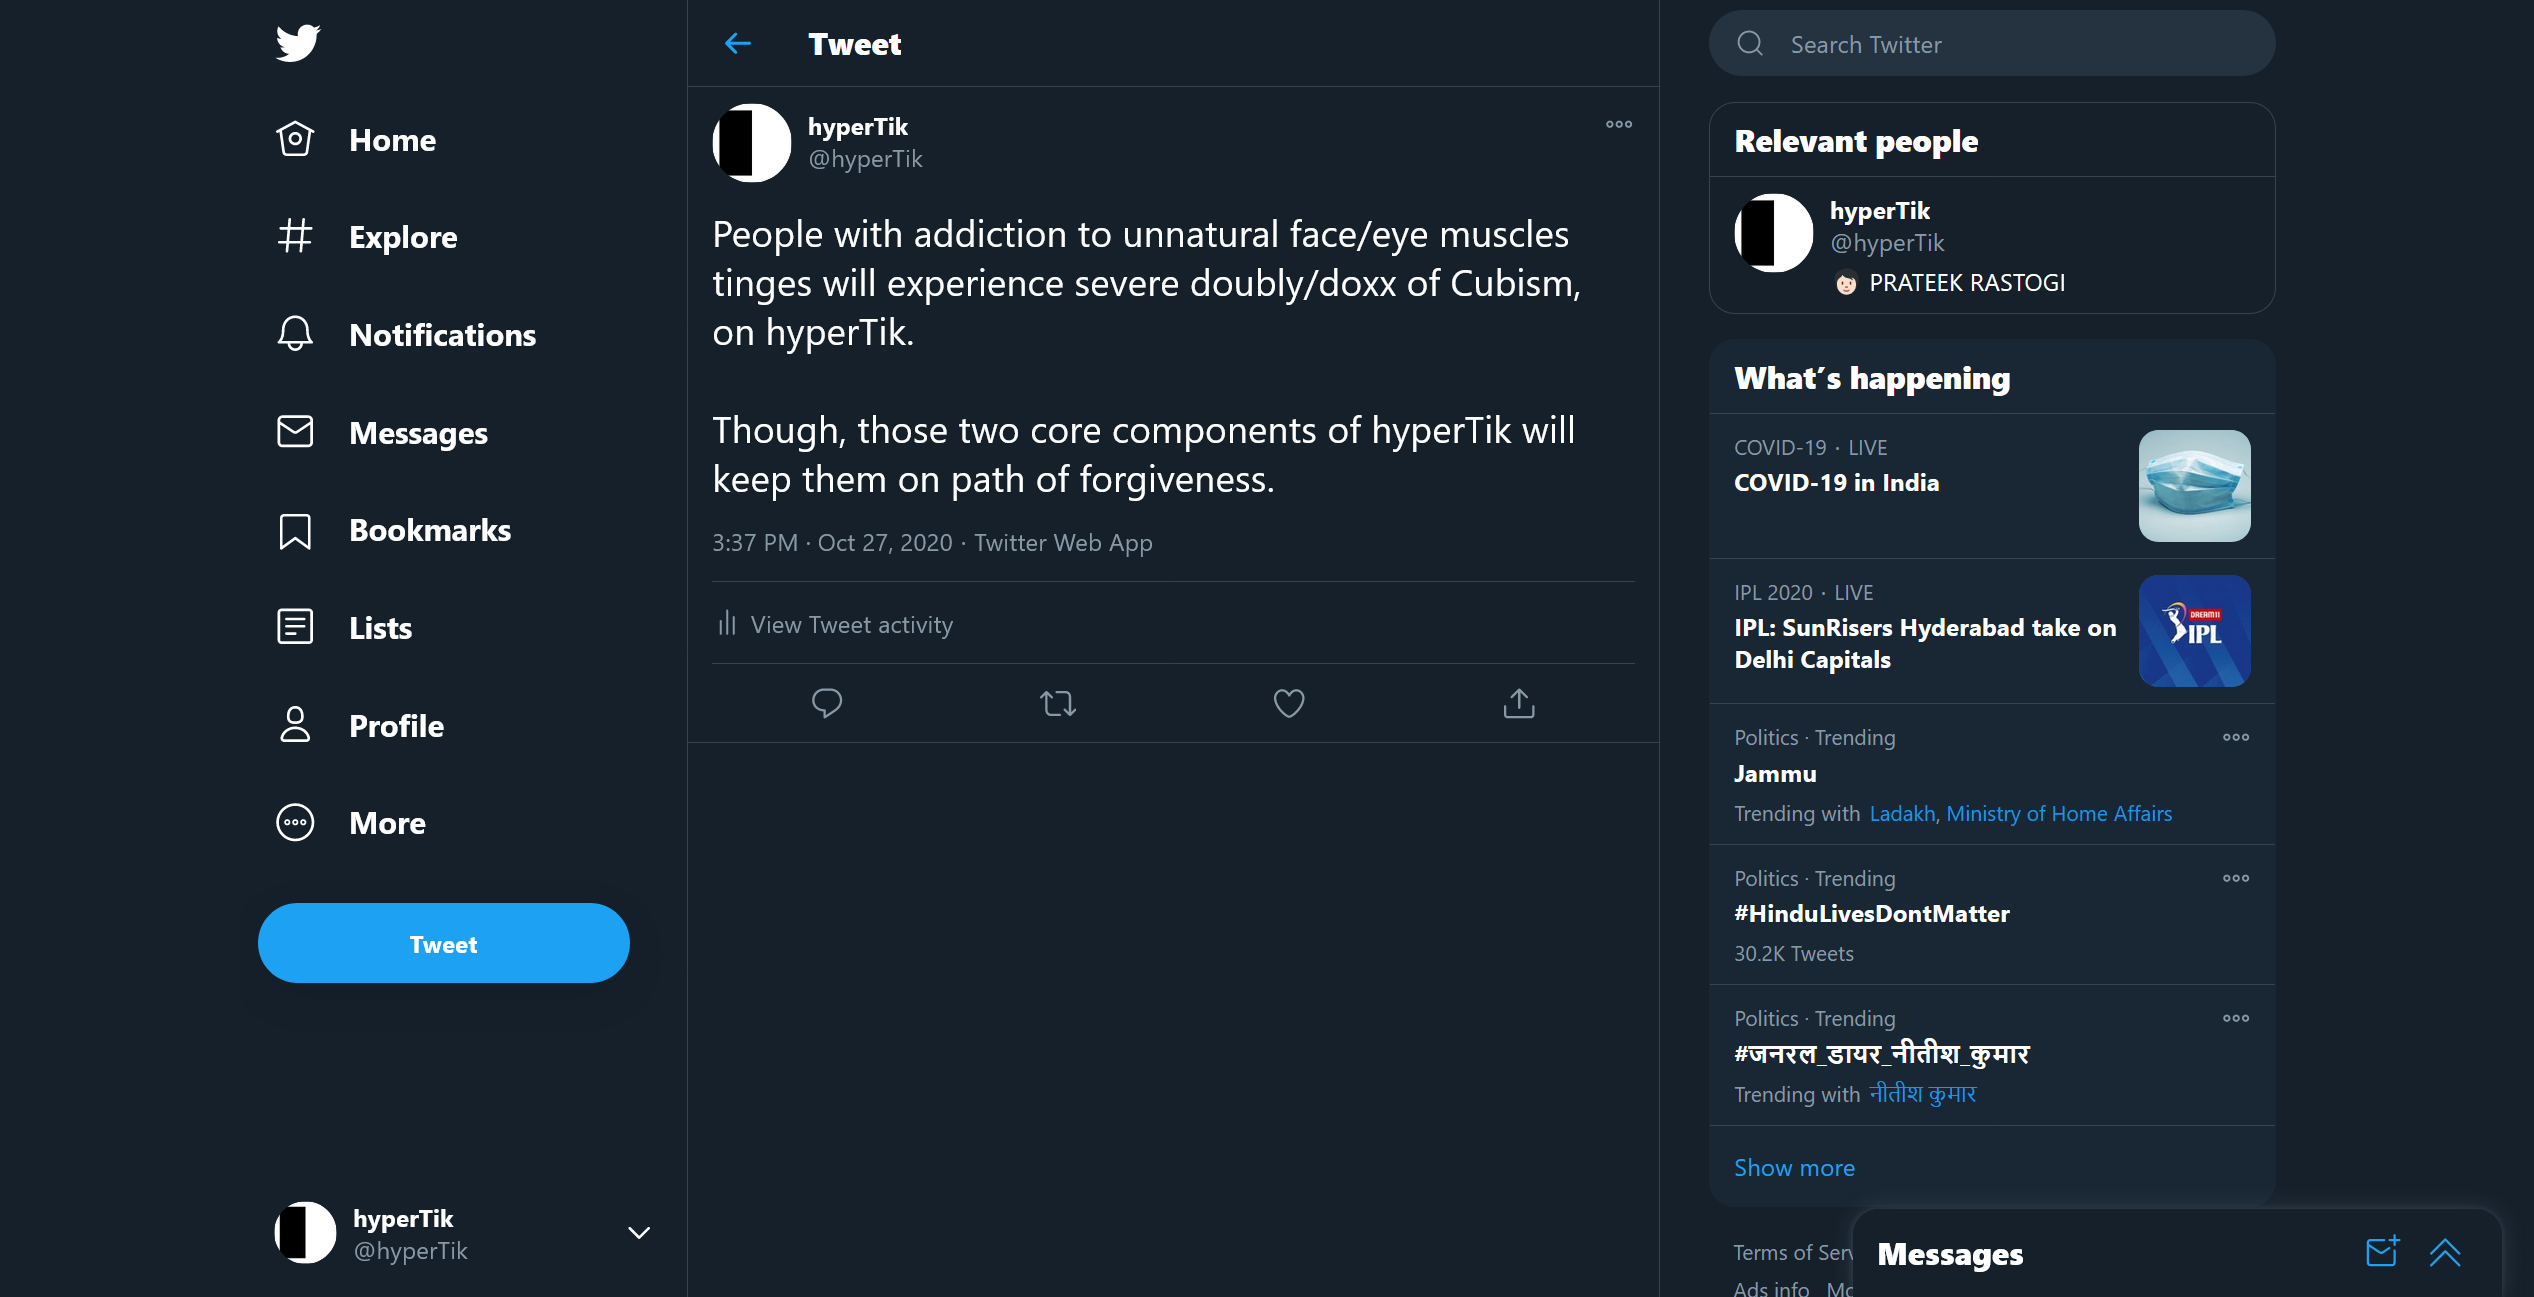 Home
Explore
Notifications
Messages
Bookmarks
Lists
Profile
More
Tweet
hyperTik
@hyperTik
Tweet
hyperTik
@hyperTik
People with addiction to unnatural face/eye muscles
tinges will experience severe doubly/doxx of Cubism,
on hyperTik.
Though, those two core components of hyperTik will
keep them on path of forgiveness.
3:37 PM · Oct 27, 2020 · Twitter Web App
View Tweet activity
Search Twitter
Relevant people
hyperTik
@hyperTik
PRATEEK RASTOGI
What's happening
COVID-19 · LIVE
COVID-19 in India
IPL 2020 · LIVE
IPL: SunRisers Hyderabad take on
Delhi Capitals
DREAM11
IPL
Politics · Trending
Jammu
Trending with Ladakh, Ministry of Home Affairs
Politics · Trending
#HinduLivesDontMatter
30.2K Tweets
Politics · Trending
#जनरल_डायर_नीतीश_कुमार
Trending with नीतीश कुमार
Show more
Terms of Serv
Ads info Mo
Messages